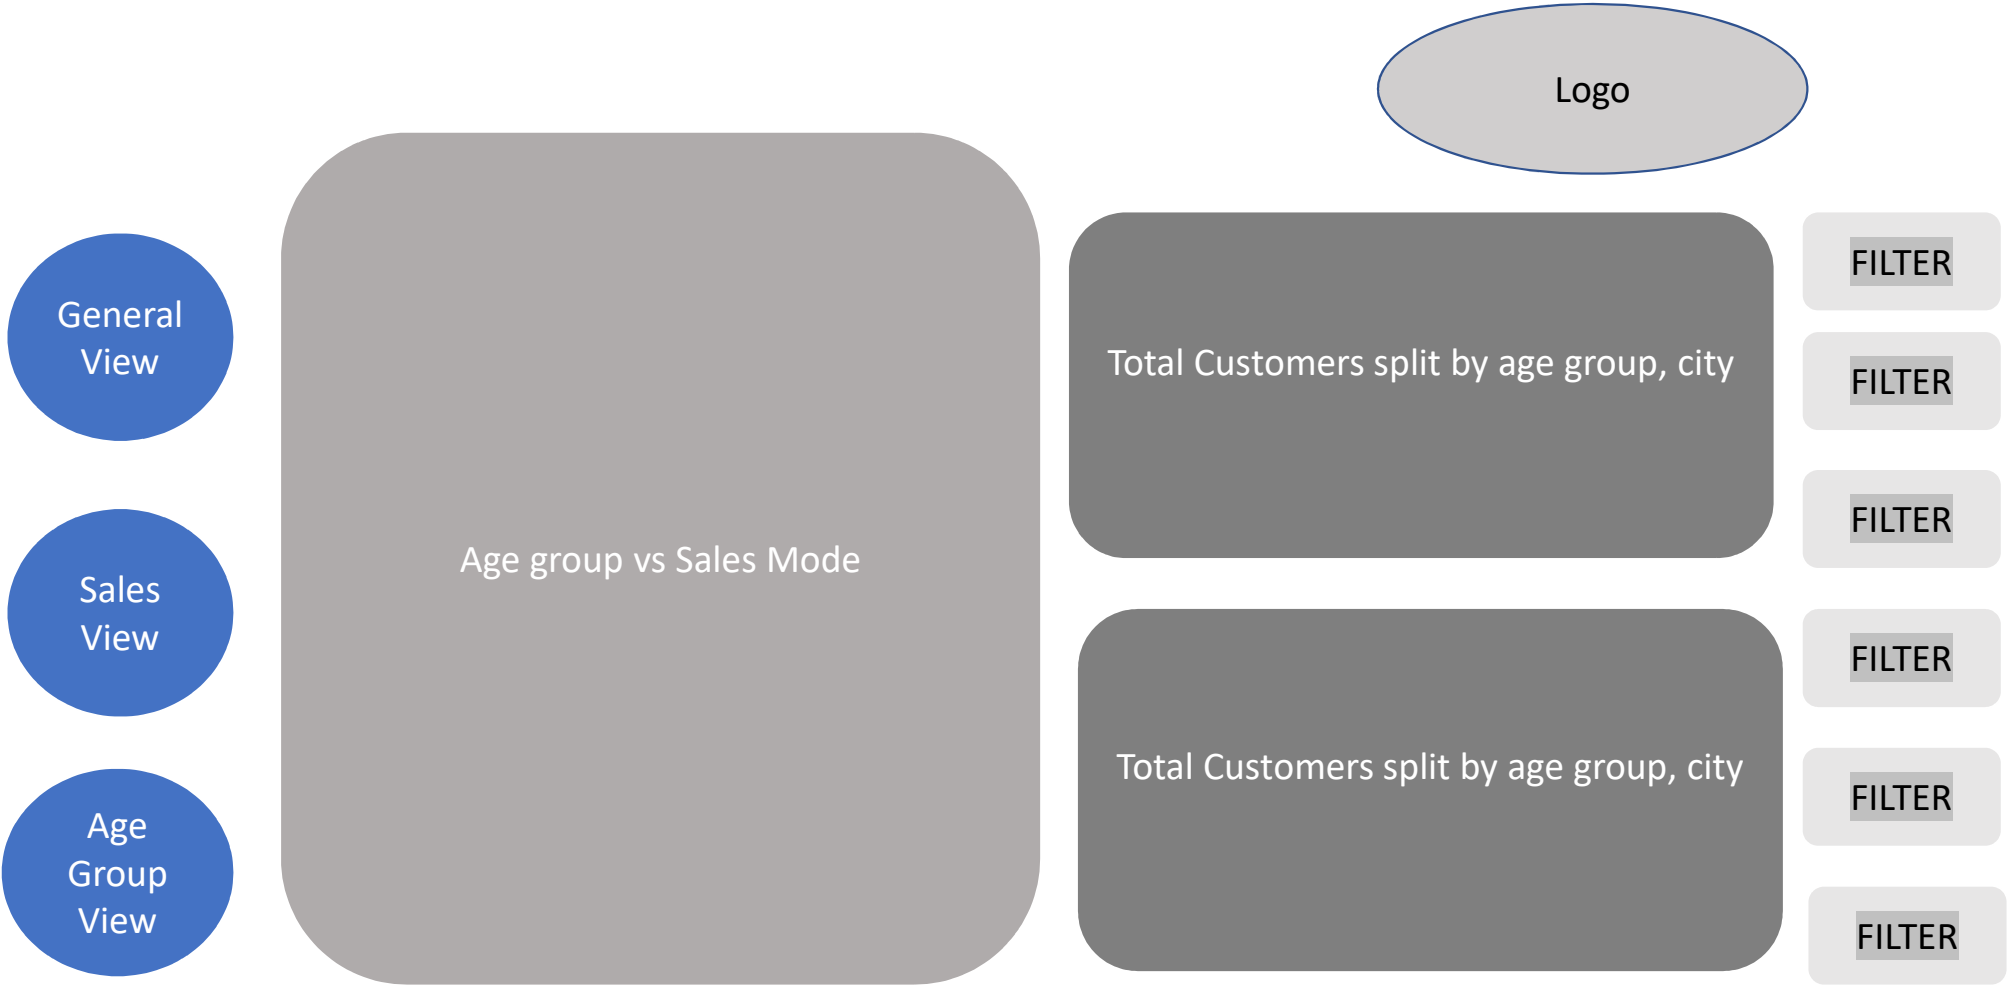 Logo
General
View
Sales
View
Age
Group
View
Age group vs Sales Mode
Total Customers split by age group, city
Total Customers split by age group, city
FILTER
FILTER
FILTER
FILTER
FILTER
FILTER